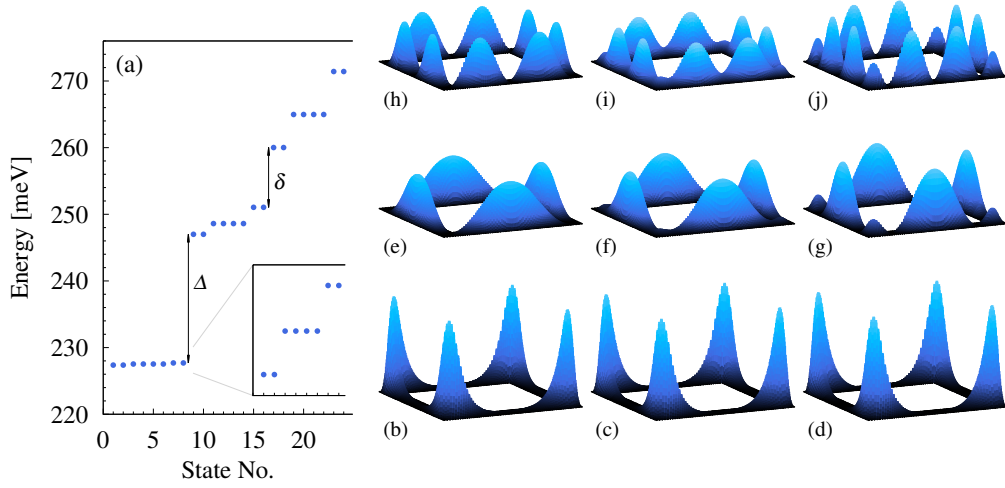 (a)
Energy [meV]
270
260
250
240
230
220
δ
Δ
0 5 10 15 20
State No.
(h) (i) (j)
(e) (f) (g)
(b) (c) (d)